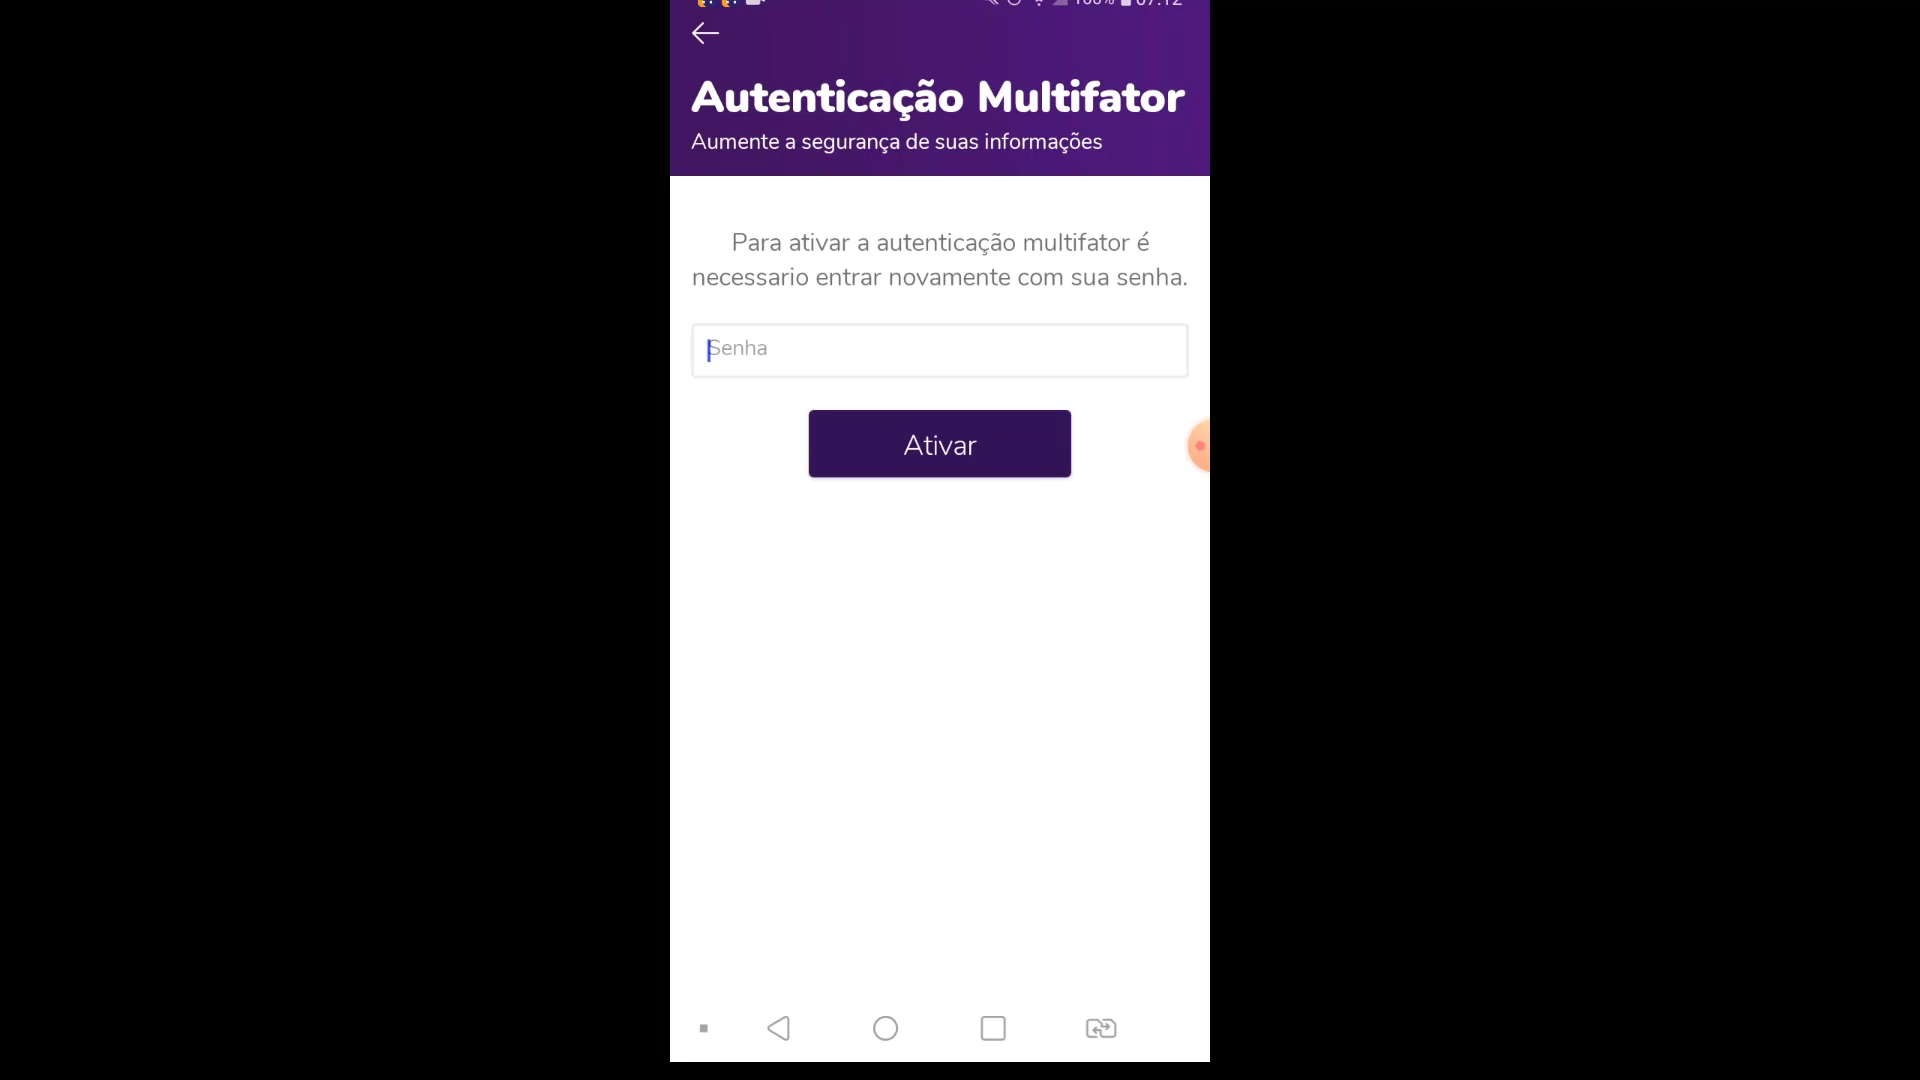 Autenticação Multifator
Aumente a segurança de suas informações
Para ativar a autenticação multifator é
necessario entrar novamente com sua senha.
Senha
Ativar